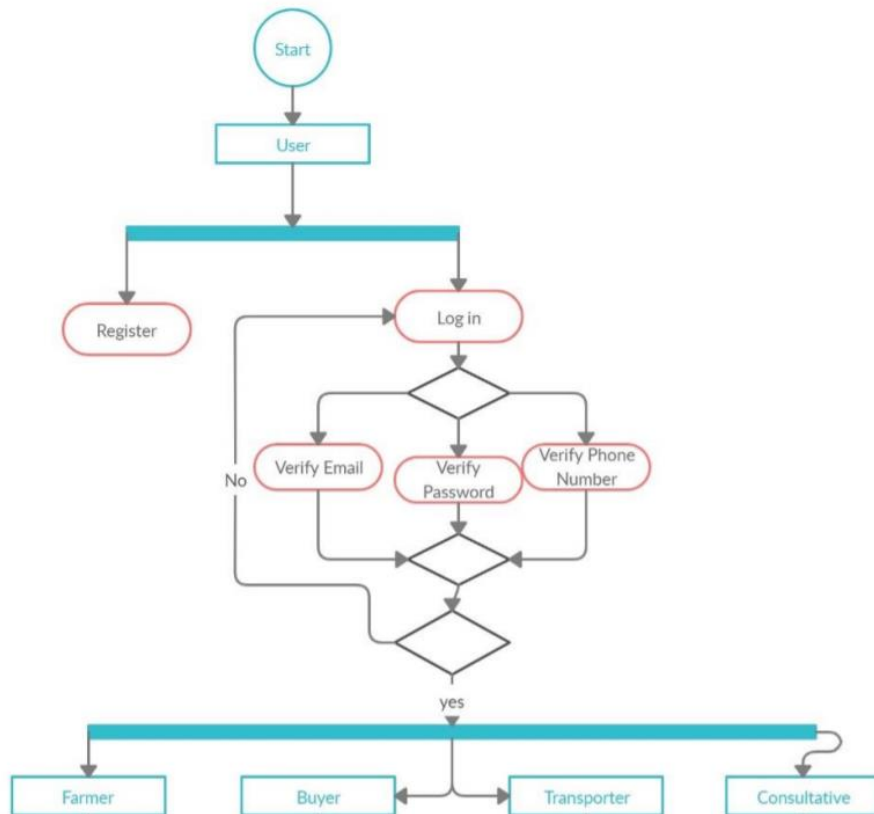 Start
User
Register
Log in
Verify Email
Verify
Password
Verify Phone
Number
No
yes
Farmer
Buyer
Transporter
Consultative